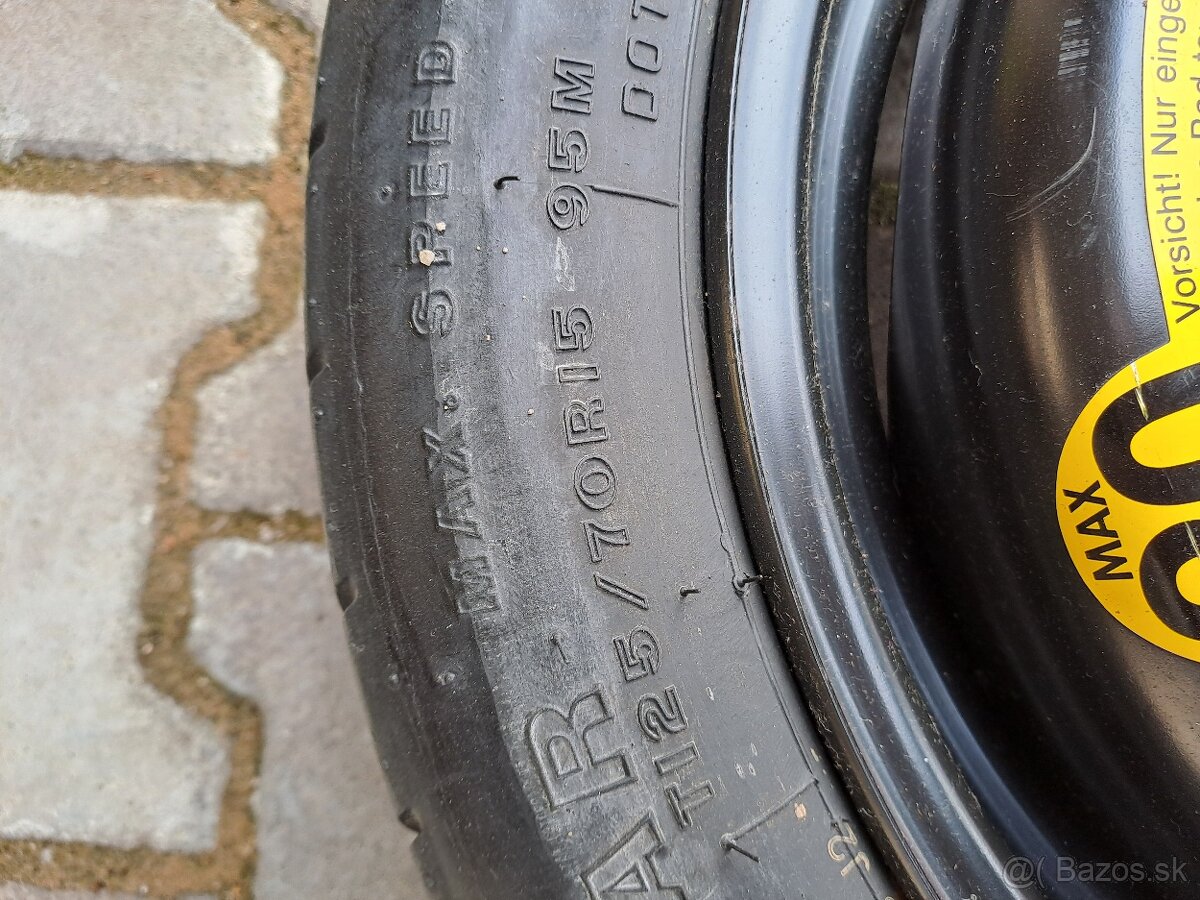 MAX. SPEED
AR
T125/70R15 95M
DOT
Vorsicht! Nur einge
MAX
@( Bazos.sk